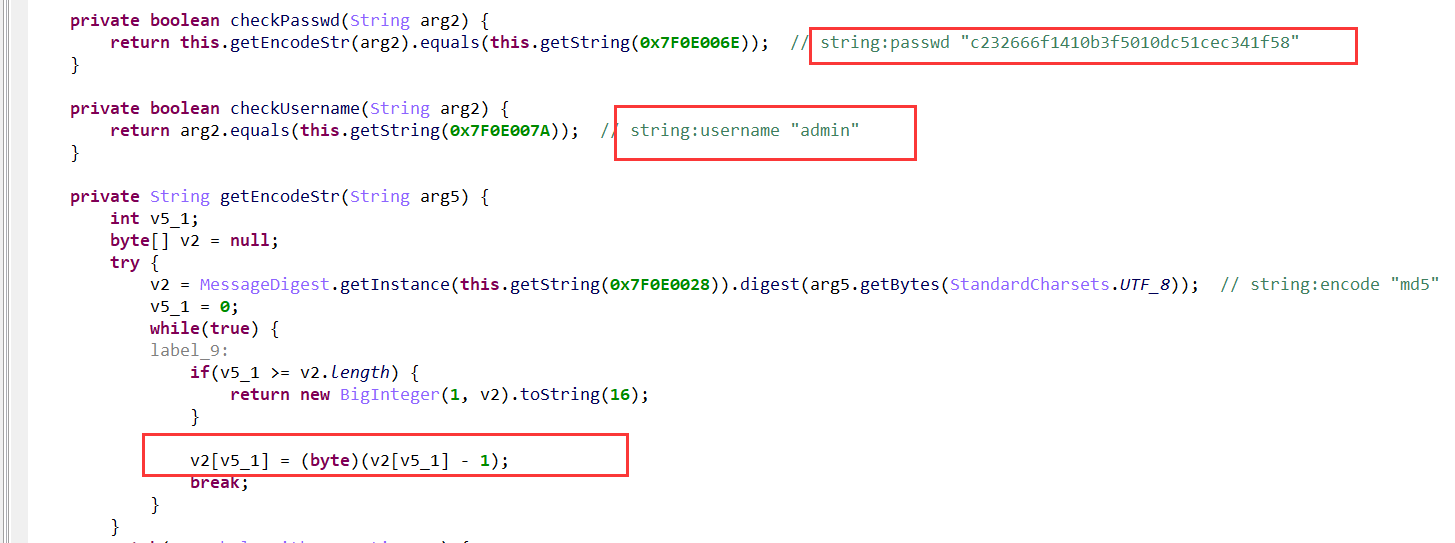 private boolean checkPasswd(String arg2) {
return this.getEncodeStr(arg2).equals(this.getString(0x7F0E006E)); // string:passwd "c232666f1410b3f5010dc51cec341f58"
}
private boolean checkUsername(String arg2) {
return arg2.equals(this.getString(0x7F0E007A)); // string:username "admin"
}
private String getEncodeStr(String arg5) {
int v5_1;
byte[] v2 = null;
try {
v2 = MessageDigest.getInstance(this.getString(0x7F0E0028)).digest(arg5.getBytes(StandardCharsets.UTF_8)); // string:encode "md5"
v5_1 = 0;
while(true) {
label_9:
if(v5_1 >= v2.length) {
return new BigInteger(1, v2).toString(16);
}
v2[v5_1] = (byte)(v2[v5_1] - 1);
break;
}
}